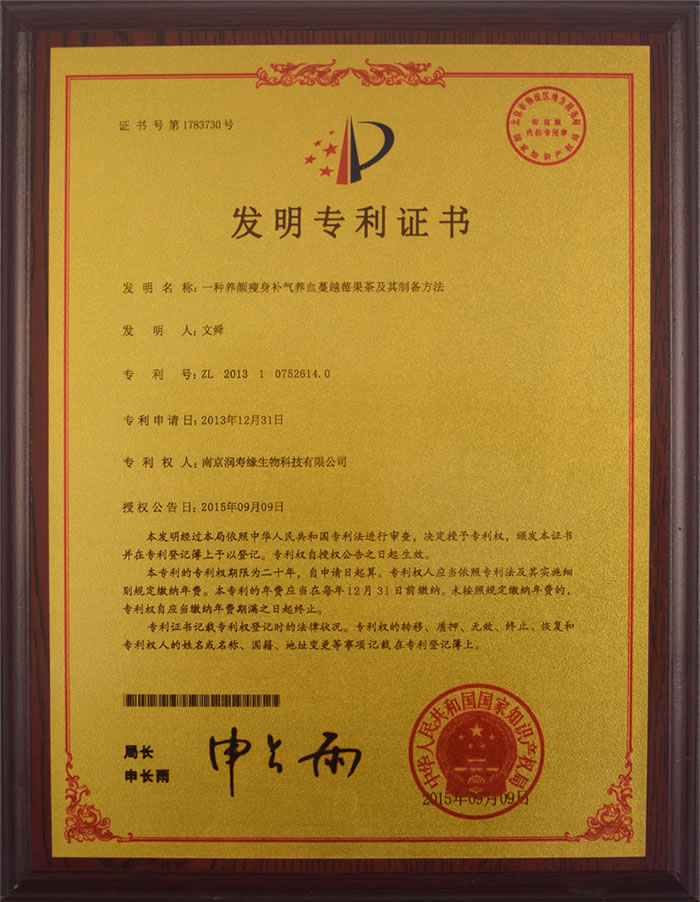 证书号第1783730号
国家知识产权局
印花税
代扣专用章
发明专利证书
发 明 名 称：一种养颜瘦身补气养血蔓越莓果茶及其制备方法
发 明 人：文舜
专 利 号：ZL 2013 1 0752614.0
专利申请日：2013年12月31日
专 利 权 人：南京润寿缘生物科技有限公司
授权公告日：2015年09月09日
本发明经过本局依照中华人民共和国专利法进行审查，决定授予专利权，颁发本证书
并在专利登记簿上予以登记。专利权自授权公告之日起生效。
本专利的专利权期限为二十年，自申请日起算。专利权人应当依照专利法及其实施细
则规定缴纳年费。本专利的年费应当在每年12月31日前缴纳。未按照规定缴纳年费的，
专利权自应当缴纳年费期满之日起终止。
专利证书记载专利权登记时的法律状况。专利权的转移、质押、无效、终止、恢复和
专利权人的姓名或名称、国籍、地址变更等事项记载在专利登记簿上。
局长
申长雨
申长雨
中华人民共和国国家知识产权局
2015年09月09日